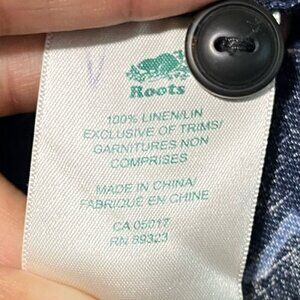 Roots
100% LINEN/LIN
EXCLUSIVE OF TRIMS/
GARNITURES NON
COMPRISES
MADE IN CHINA/
FABRIQUÉ EN CHINE
CA 05017
RN 89323